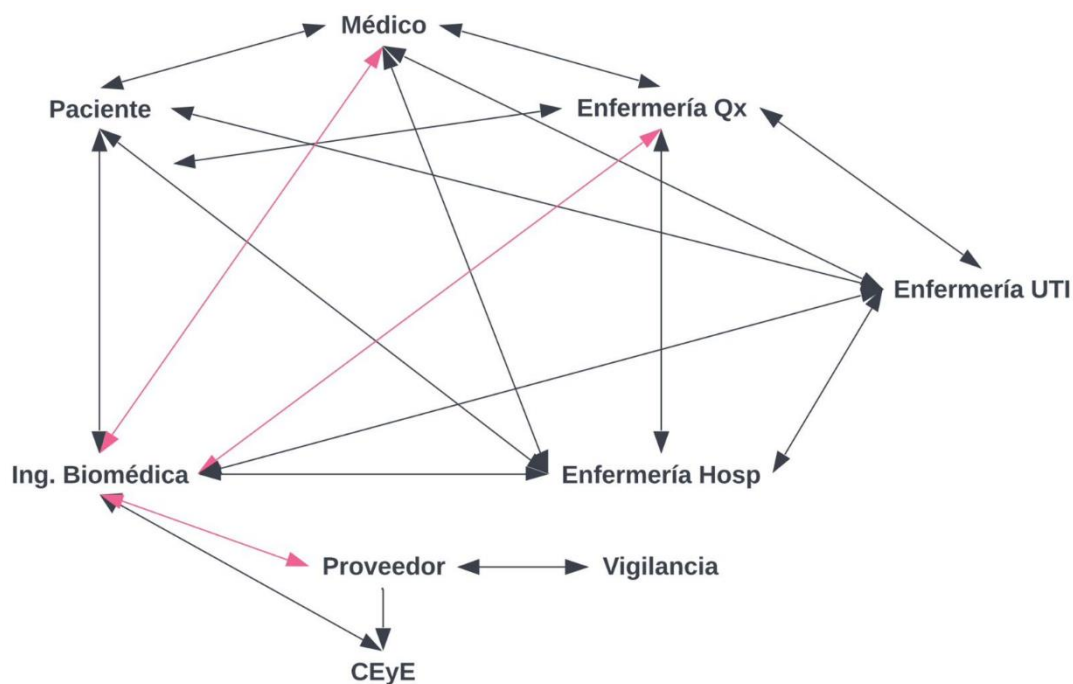 Médico
Paciente
Enfermería Qx
Enfermería UTI
Ing. Biomédica
Enfermería Hosp
Proveedor
Vigilancia
CEyE